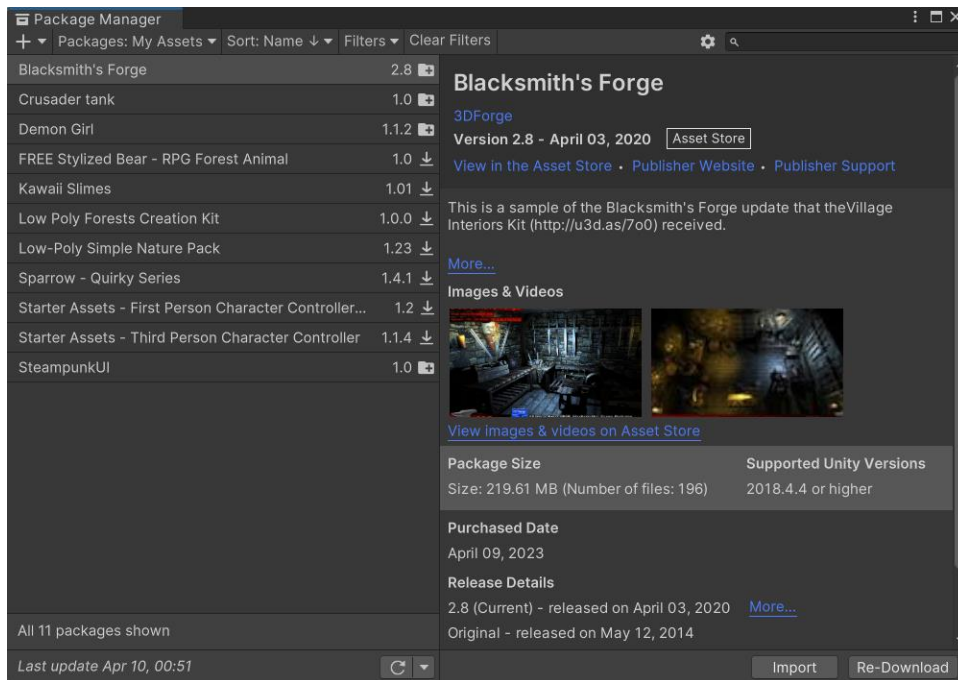 Package Manager
Packages: My Assets Sort: Name ↓ Filters Clear Filters
Blacksmith's Forge 2.8
Crusader tank 1.0
Demon Girl 1.1.2
FREE Stylized Bear - RPG Forest Animal 1.0
Kawaii Slimes 1.01
Low Poly Forests Creation Kit 1.0.0
Low-Poly Simple Nature Pack 1.23
Sparrow - Quirky Series 1.4.1
Starter Assets - First Person Character Controller... 1.2
Starter Assets - Third Person Character Controller 1.1.4
SteampunkUI 1.0
All 11 packages shown
Last update Apr 10, 00:51
Blacksmith's Forge
3DForge
Version 2.8 - April 03, 2020 Asset Store
View in the Asset Store • Publisher Website • Publisher Support
This is a sample of the Blacksmith's Forge update that theVillage
Interiors Kit (http://u3d.as/7o0) received.
More...
Images & Videos
View images & videos on Asset Store
Package Size Supported Unity Versions
Size: 219.61 MB (Number of files: 196) 2018.4.4 or higher
Purchased Date
April 09, 2023
Release Details
2.8 (Current) - released on April 03, 2020 More...
Original - released on May 12, 2014
Import Re-Download